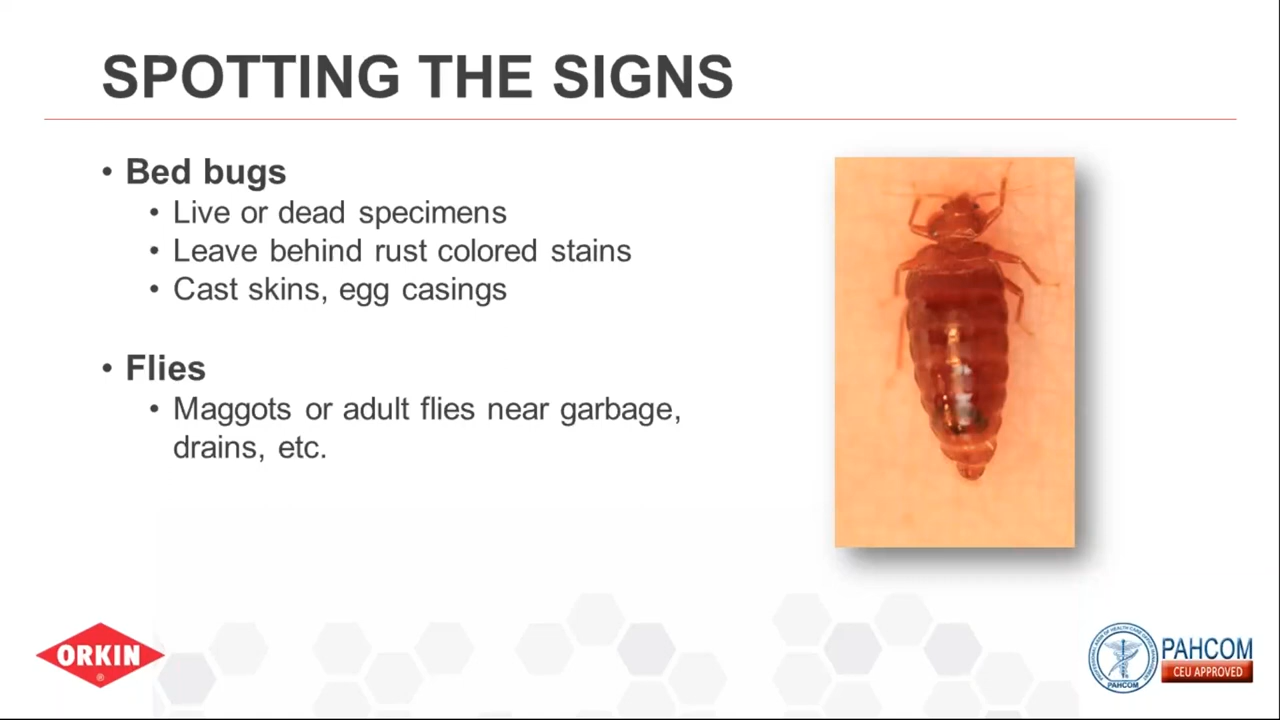 SPOTTING THE SIGNS
• Bed bugs
• Live or dead specimens
• Leave behind rust colored stains
• Cast skins, egg casings
• Flies
• Maggots or adult flies near garbage,
drains, etc.
ORKIN
®
PAHCOM
PAHCOM
CEU APPROVED